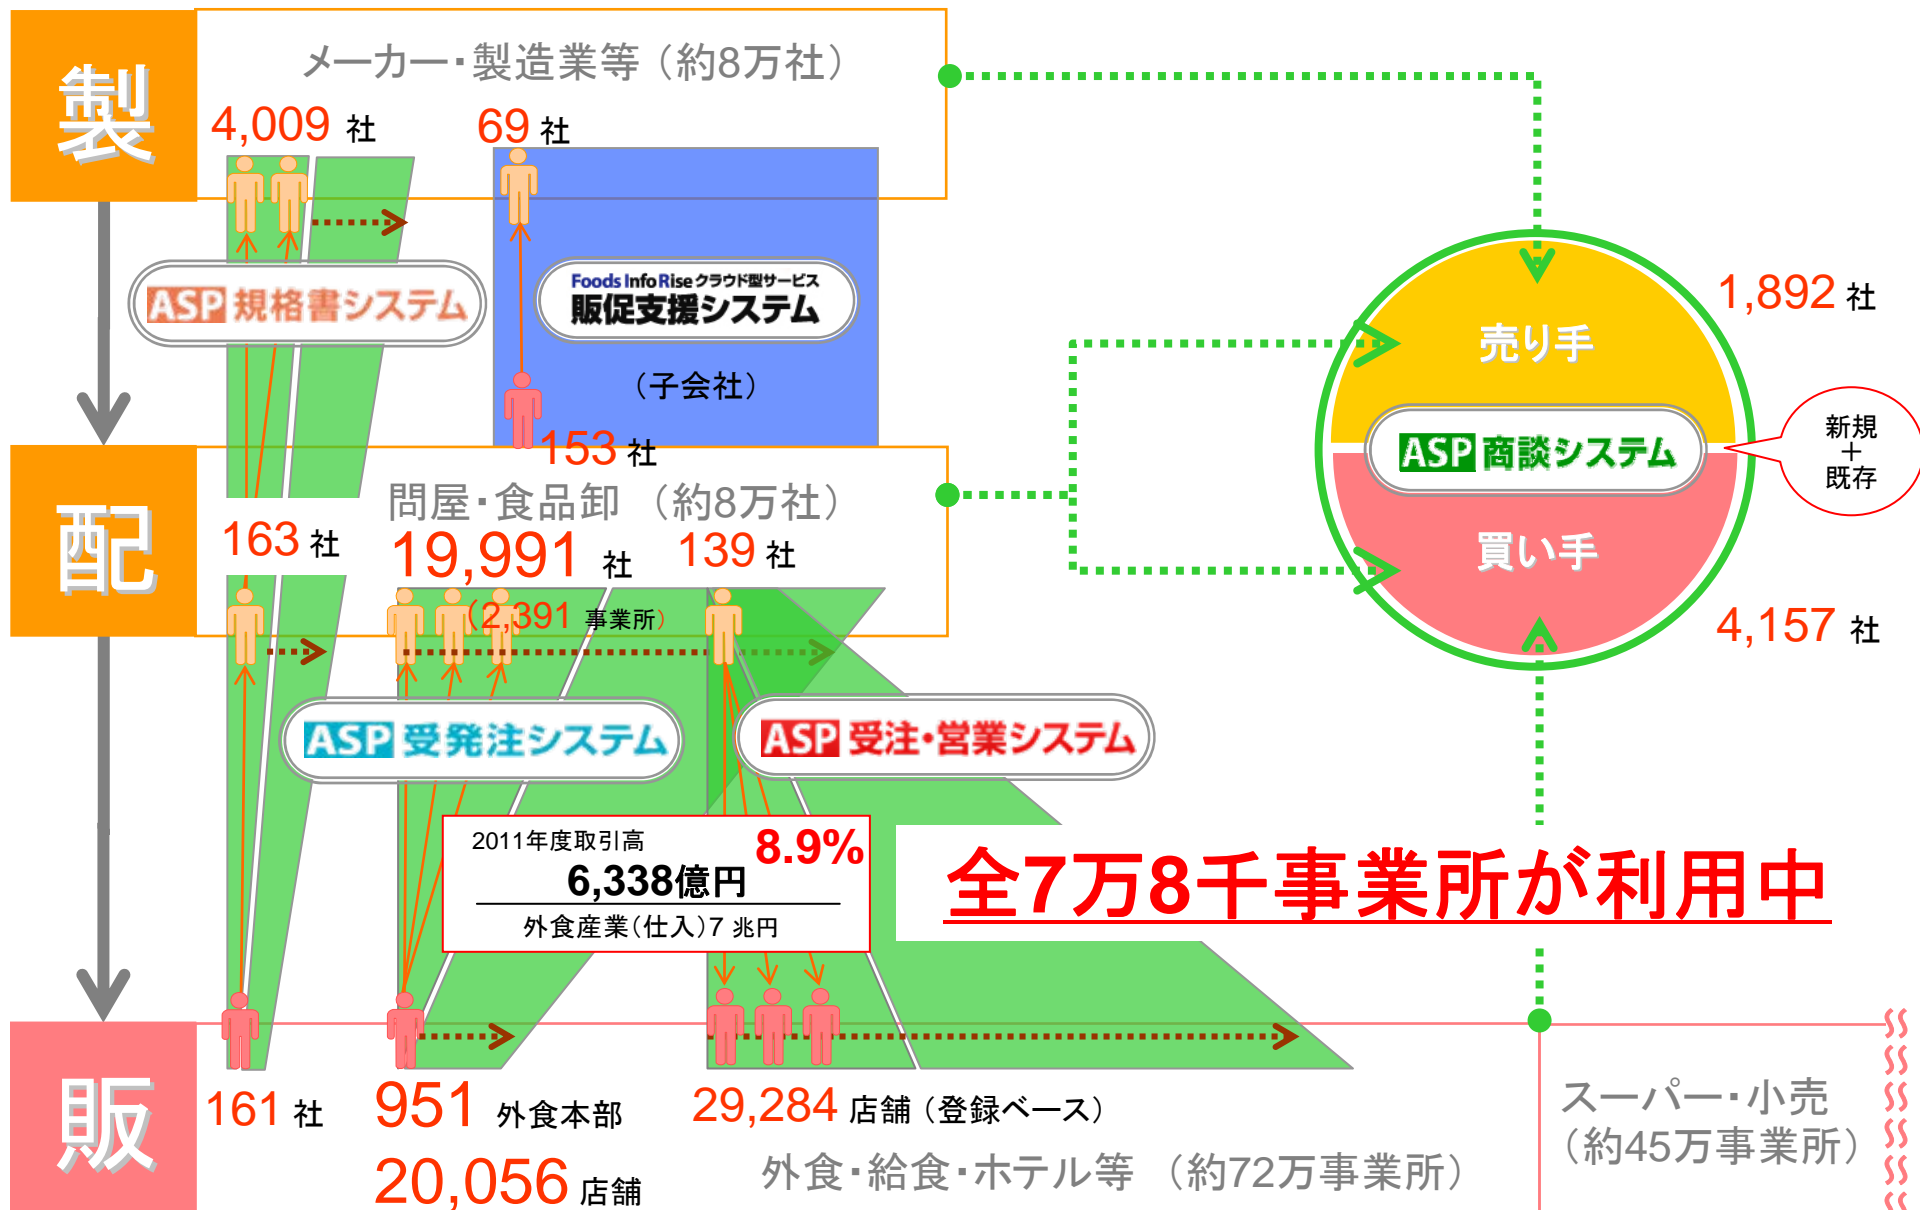 製
メーカー・製造業等（約8万社）
4,009 社
69 社
ASP 規格書システム
Foods Info Rise クラウド型サービス
販促支援システム
（子会社）
153 社
売り手
1,892 社
ASP 商談システム
新規
＋
既存
買い手
4,157 社
配
問屋・食品卸 （約8万社）
163 社
19,991 社
139 社
（2,391 事業所）
ASP 受発注システム
ASP 受注・営業システム
2011年度取引高
8.9%
6,338億円
外食産業（仕入）7 兆円
全7万8千事業所が利用中
販
161 社
951 外食本部
29,284 店舗（登録ベース）
20,056 店舗
外食・給食・ホテル等 （約72万事業所）
スーパー・小売
（約45万事業所）